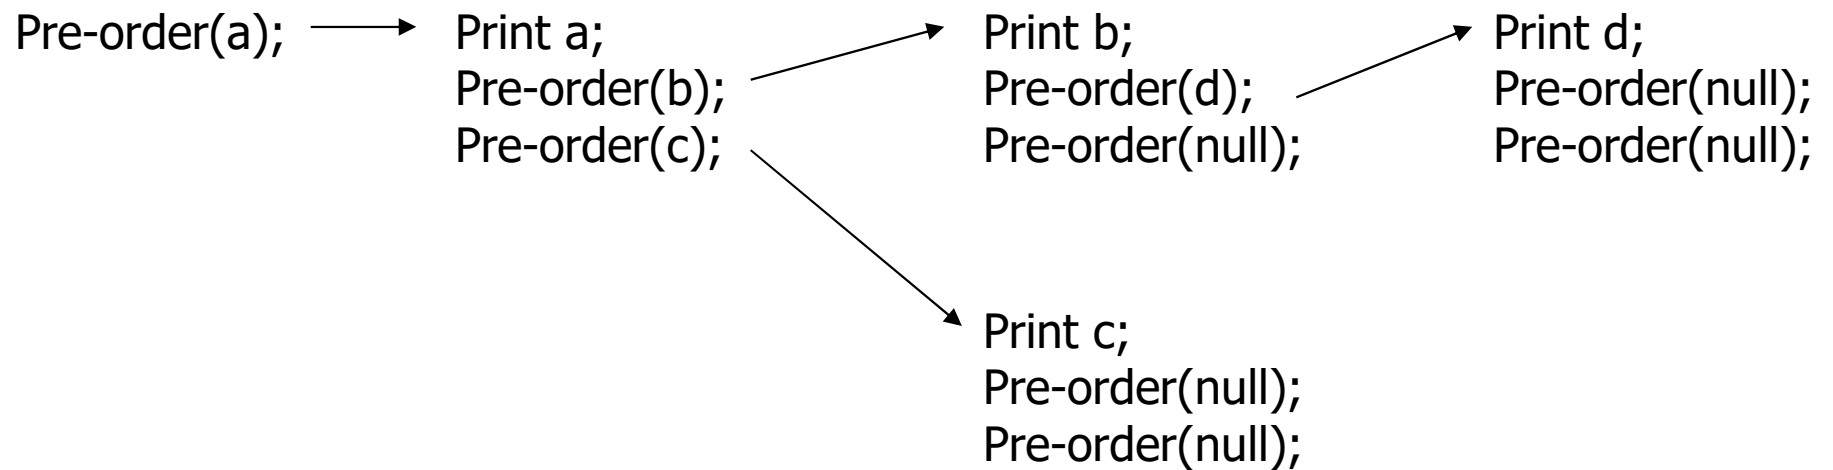 Pre-order(a);
Print a;
Pre-order(b);
Pre-order(c);
Print b;
Pre-order(d);
Pre-order(null);
Print d;
Pre-order(null);
Pre-order(null);
Print c;
Pre-order(null);
Pre-order(null);